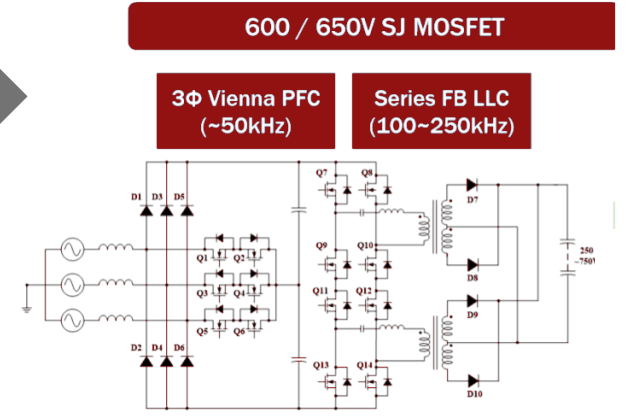 600 / 650V SJ MOSFET
3Φ Vienna PFC
(~50kHz)
Series FB LLC
(100~250kHz)
Q7 Q8
D1 D3 D5
D7
Q1 Q2
Q9 Q10
250
~750V
D8
Q3 Q4
Q11 Q12
D9
Q5 Q6
D2 D4 D6
Q13 Q14
D10